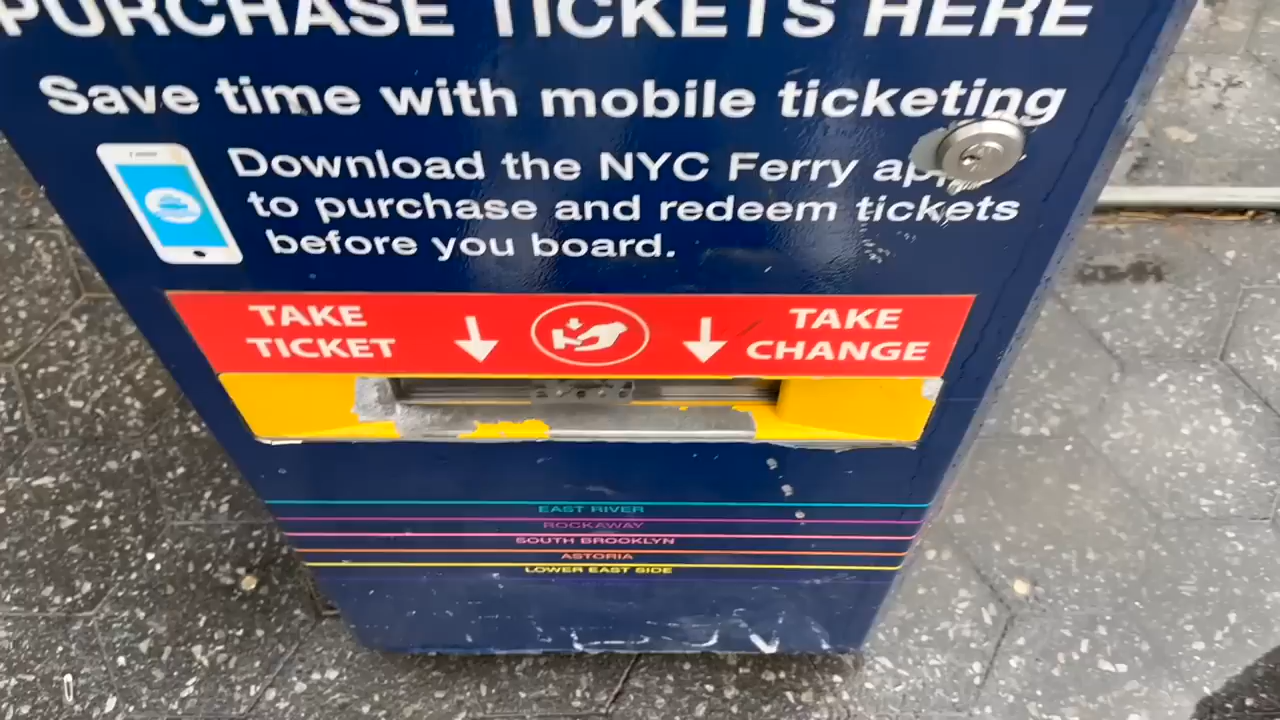 PURCHASE TICKETS HERE
Save time with mobile ticketing
Download the NYC Ferry app
to purchase and redeem tickets
before you board.
TAKE
TICKET
TAKE
CHANGE
EAST RIVER
ROCKAWAY
SOUTH BROOKLYN
ASTORIA
LOWER EAST SIDE